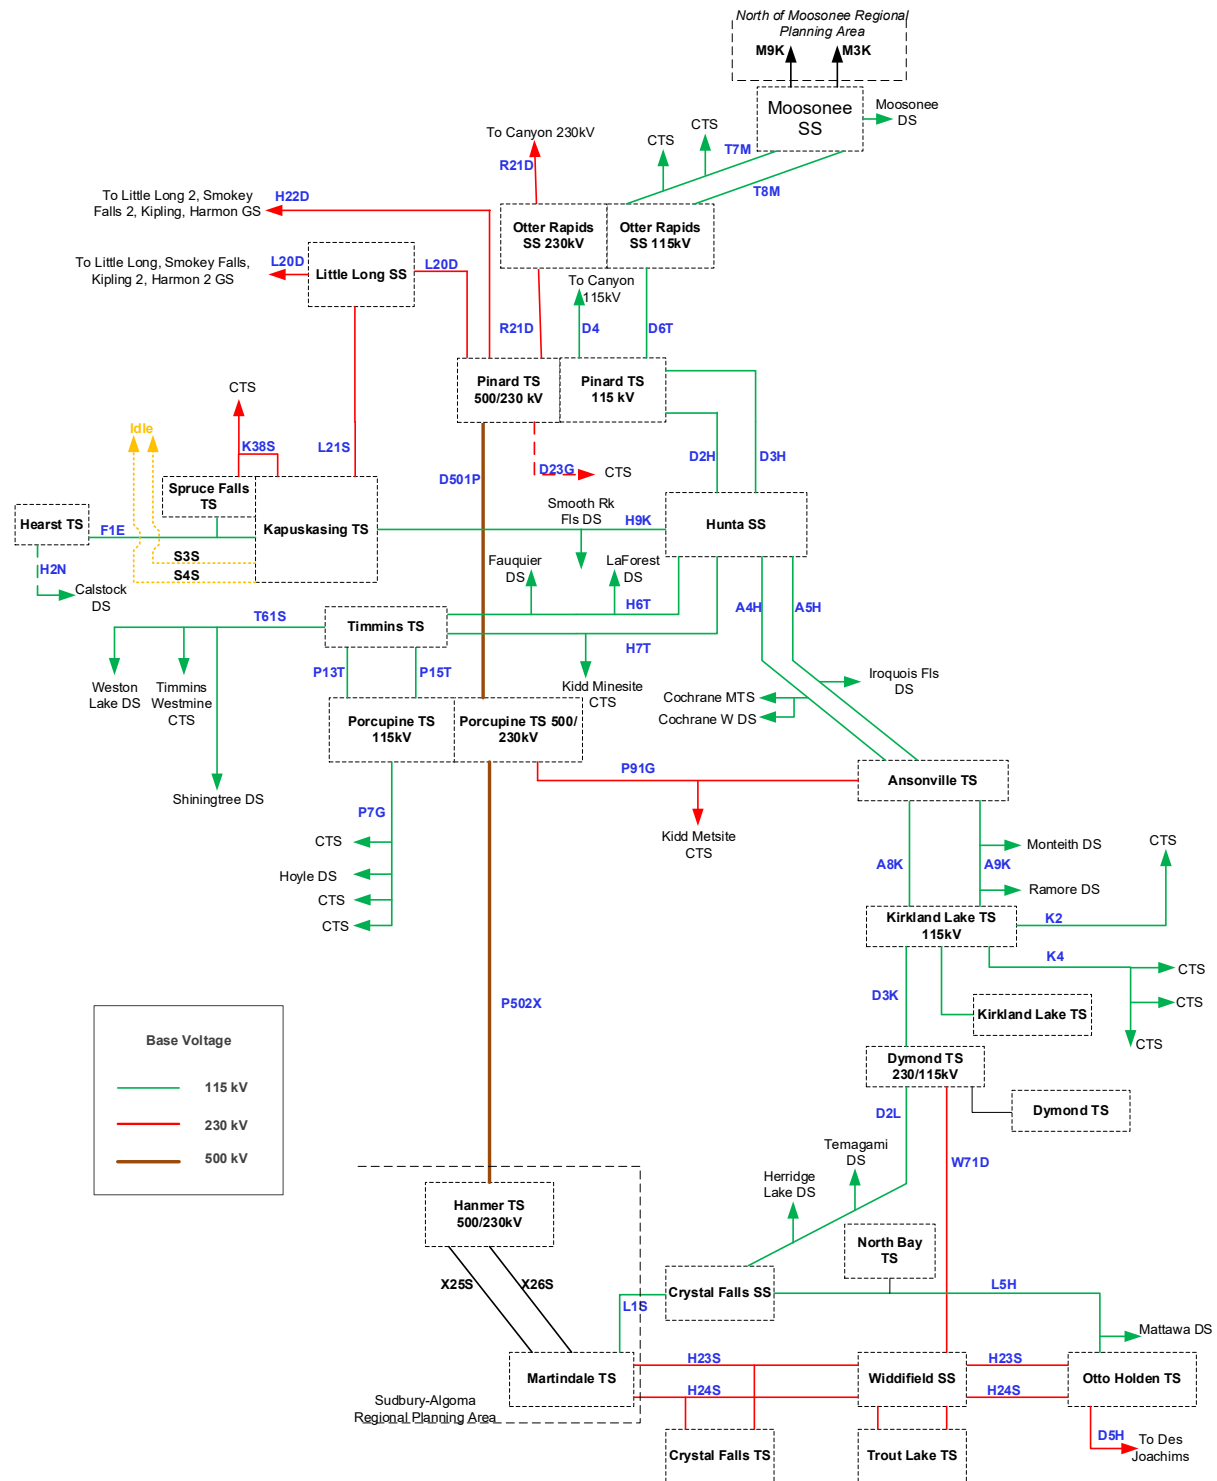 North of Moosonee Regional
Planning Area
M9K
M3K
Moosonee
SS
Moosonee
DS
CTS
CTS
T7M
T8M
To Canyon 230kV
R21D
To Little Long 2, Smokey
Falls 2, Kipling, Harmon GS
H22D
Otter Rapids
SS 230kV
Otter Rapids
SS 115kV
To Little Long, Smokey Falls,
Kipling 2, Harmon 2 GS
L20D
Little Long SS
L20D
To Canyon
115kV
R21D
D4
D6T
Pinard TS
500/230 kV
Pinard TS
115 kV
CTS
Idle
K38S
L21S
D501P
D23G
CTS
D2H
D3H
Spruce Falls
TS
Kapuskasing TS
Smooth Rk
Fls DS
H9K
Hunta SS
Hearst TS
F1E
S3S
S4S
H2N
Calstock
DS
Fauquier
DS
LaForest
DS
H6T
A4H
A5H
T61S
Timmins TS
H7T
P13T
P15T
Weston
Lake DS
Timmins
Westmine
CTS
Kidd Minesite
CTS
Iroquois Fls
DS
Cochrane MTS
Cochrane W DS
Porcupine TS
115kV
Porcupine TS 500/
230kV
Shiningtree DS
P91G
Ansonville TS
P7G
Kidd Metsite
CTS
CTS
Hoyle DS
CTS
CTS
A8K
A9K
Monteith DS
Ramore DS
CTS
Kirkland Lake TS
115kV
K2
K4
CTS
CTS
CTS
P502X
D3K
Kirkland Lake TS
Base Voltage
115 kV
230 kV
500 kV
Dymond TS
230/115kV
Dymond TS
D2L
W71D
Temagami
DS
Herridge
Lake DS
Hanmer TS
500/230kV
North Bay
TS
X25S
X26S
L1S
Crystal Falls SS
L5H
Mattawa DS
Martindale TS
H23S
H24S
Widdifield SS
H23S
H24S
Otto Holden TS
Sudbury-Algoma
Regional Planning Area
Crystal Falls TS
Trout Lake TS
D5H
To Des
Joachims